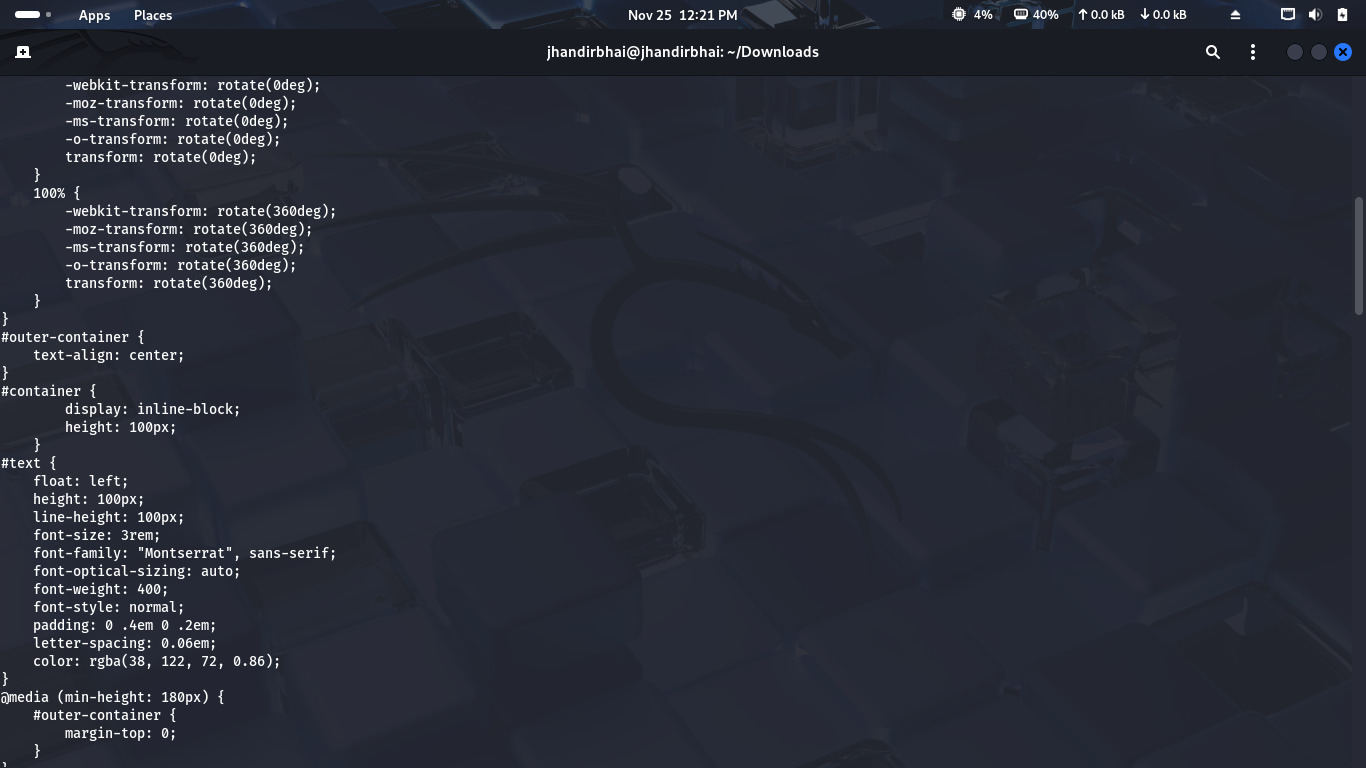 Apps Places Nov 25 12:21 PM 4% 40% 0.0 kB 0.0 kB
jhandirbhai@jhandirbhai: ~/Downloads
        -webkit-transform: rotate(0deg);
        -moz-transform: rotate(0deg);
        -ms-transform: rotate(0deg);
        -o-transform: rotate(0deg);
        transform: rotate(0deg);
    }
    100% {
        -webkit-transform: rotate(360deg);
        -moz-transform: rotate(360deg);
        -ms-transform: rotate(360deg);
        -o-transform: rotate(360deg);
        transform: rotate(360deg);
    }
}
#outer-container {
    text-align: center;
}
#container {
        display: inline-block;
        height: 100px;
    }
#text {
    float: left;
    height: 100px;
    line-height: 100px;
    font-size: 3rem;
    font-family: "Montserrat", sans-serif;
    font-optical-sizing: auto;
    font-weight: 400;
    font-style: normal;
    padding: 0 .4em 0 .2em;
    letter-spacing: 0.06em;
    color: rgba(38, 122, 72, 0.86);
}
@media (min-height: 180px) {
    #outer-container {
        margin-top: 0;
    }